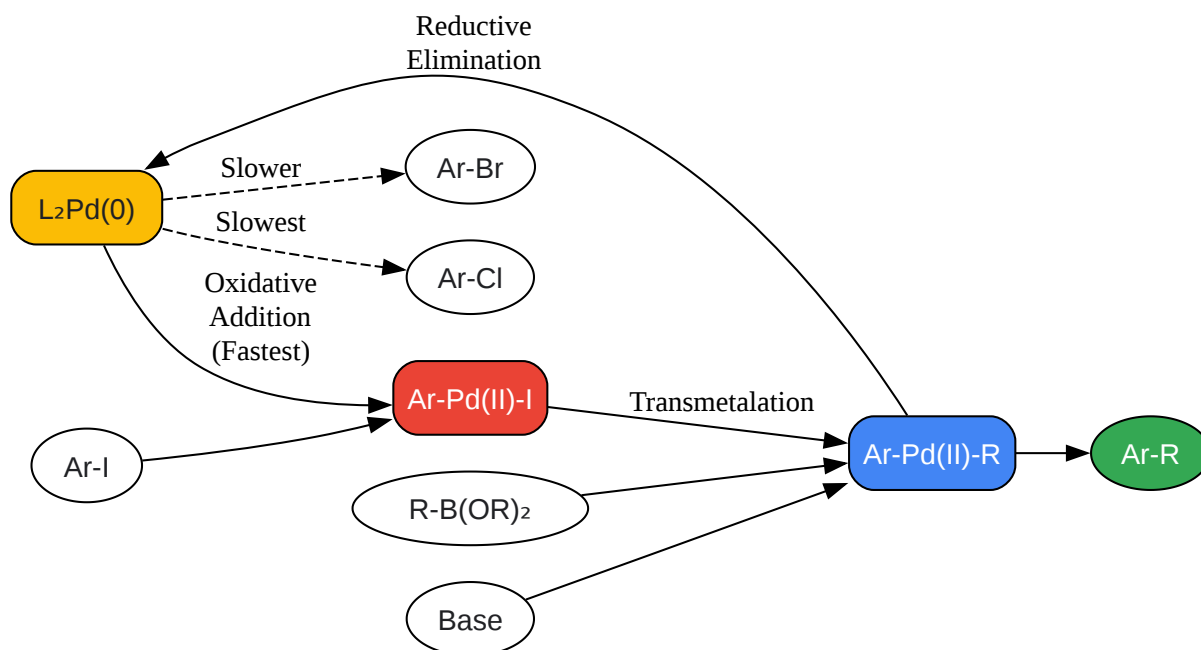 Reductive
Elimination
Ar-Br
Slower
L₂Pd(0)
Slowest
Ar-Cl
Oxidative
Addition
(Fastest)
Ar-Pd(II)-I
Transmetalation
Ar-I
Ar-Pd(II)-R
Ar-R
R-B(OR)₂
Base